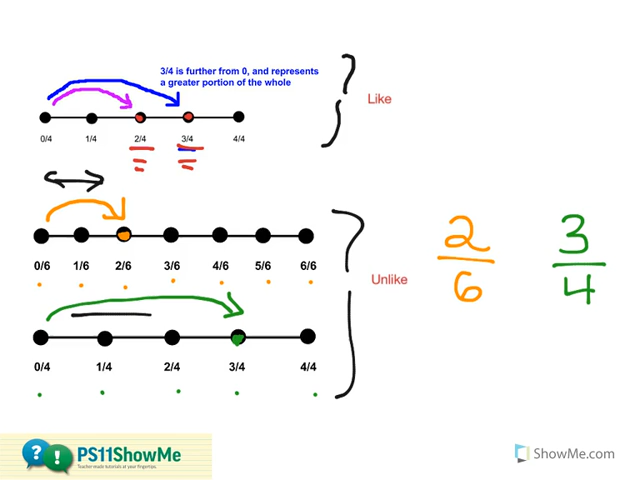 3/4 is further from 0, and represents
a greater portion of the whole
Like
0/4 1/4 2/4 3/4 4/4
0/6 1/6 2/6 3/6 4/6 5/6 6/6
Unlike
2/6 3/4
0/4 1/4 2/4 3/4 4/4
PS11ShowMe
Teacher made tutorials at your fingertips.
ShowMe.com